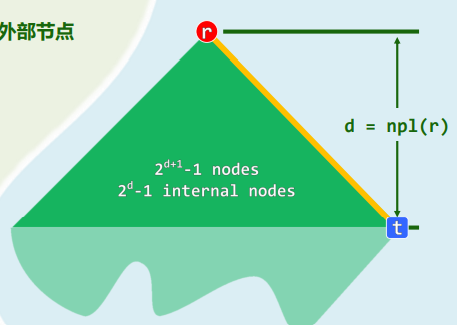 外部节点
r
d = npl(r)
2^{d+1}-1 nodes
2^d-1 internal nodes
t